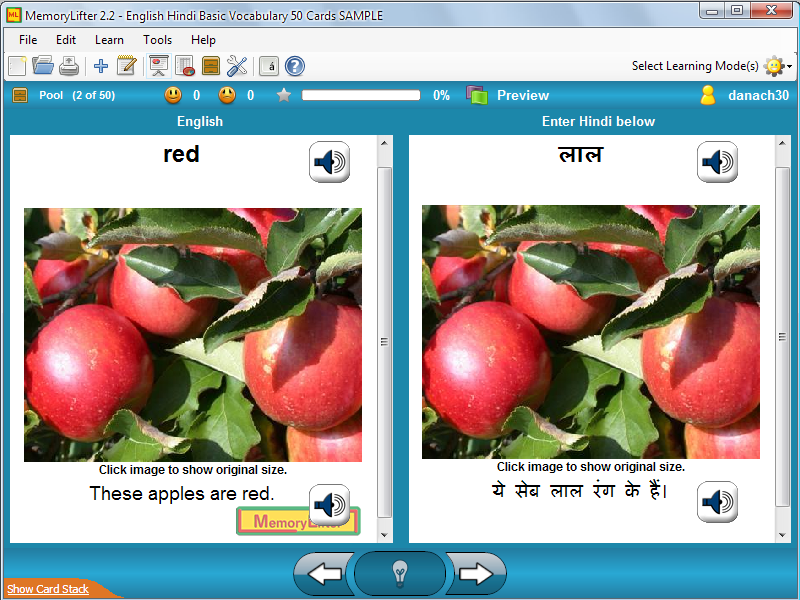 MemoryLifter 2.2 - English Hindi Basic Vocabulary 50 Cards SAMPLE
File Edit Learn Tools Help
á ? Select Learning Mode(s)
Pool (2 of 50) 0 0 0% Preview danach30
English
Enter Hindi below
red
लाल
Click image to show original size.
Click image to show original size.
These apples are red.
ये सेब लाल रंग के हैं।
Show Card Stack